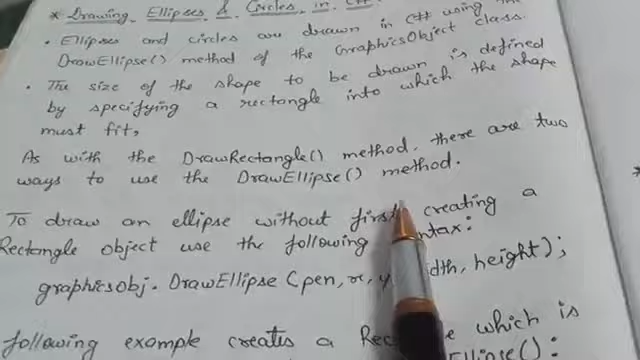 * Drawing Ellipses & Circles in C#
• Ellipses and circles are drawn in C# using the
DrawEllipse() method of the GraphicsObject class.
• The size of the shape to be drawn is defined
by specifying a rectangle into which the shape
must fit,
As with the DrawRectangle() method. there are two
ways to use the DrawEllipse() method.
To draw an ellipse without first creating a
Rectangle object use the following
graphicsobj. DrawEllipse (pen, x, y height);
following example creates a which is